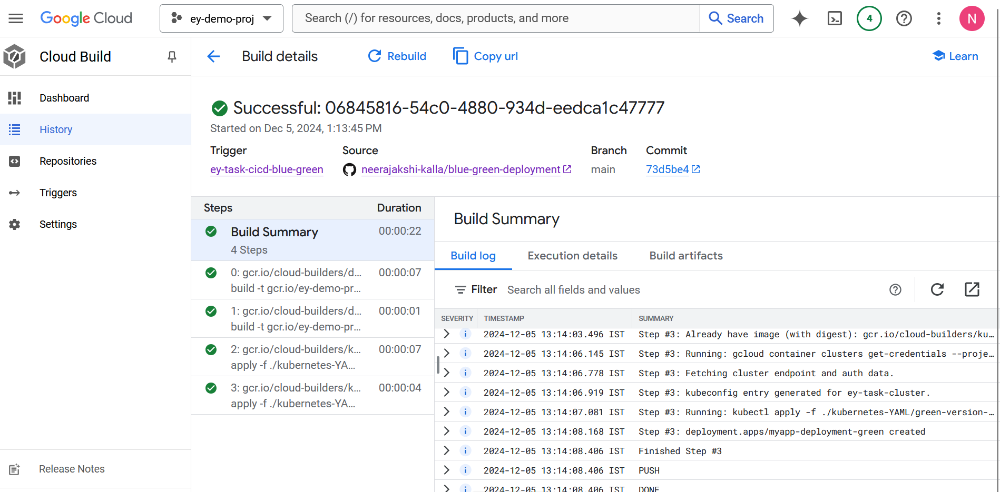 Google Cloud
ey-demo-proj
Search (/) for resources, docs, products, and more
Search
4
N
Cloud Build
Build details
Rebuild
Copy url
Learn
Dashboard
History
Repositories
Triggers
Settings
Release Notes
Successful: 06845816-54c0-4880-934d-eedca1c47777
Started on Dec 5, 2024, 1:13:45 PM
Trigger Source Branch Commit
ey-task-cicd-blue-green neerajakshi-kalla/blue-green-deployment main 73d5be4
Steps Duration
Build Summary 00:00:22
4 Steps
0: gcr.io/cloud-builders/d... 00:00:07
build -t gcr.io/ey-demo-pr...
1: gcr.io/cloud-builders/d... 00:00:01
build -t gcr.io/ey-demo-pr...
2: gcr.io/cloud-builders/k... 00:00:07
apply -f ./kubernetes-YA...
3: gcr.io/cloud-builders/k... 00:00:04
apply -f ./kubernetes-YA...
Build Summary
Build log Execution details Build artifacts
Filter Search all fields and values
SEVERITY TIMESTAMP SUMMARY
2024-12-05 13:14:03.496 IST Step #3: Already have image (with digest): gcr.io/cloud-builders/ku...
2024-12-05 13:14:06.145 IST Step #3: Running: gcloud container clusters get-credentials --proje...
2024-12-05 13:14:06.778 IST Step #3: Fetching cluster endpoint and auth data.
2024-12-05 13:14:06.919 IST Step #3: kubeconfig entry generated for ey-task-cluster.
2024-12-05 13:14:07.081 IST Step #3: Running: kubectl apply -f ./kubernetes-YAML/green-version-...
2024-12-05 13:14:08.168 IST Step #3: deployment.apps/myapp-deployment-green created
2024-12-05 13:14:08.406 IST Finished Step #3
2024-12-05 13:14:08.406 IST PUSH
2024-12-05 13:14:08.406 IST DONE